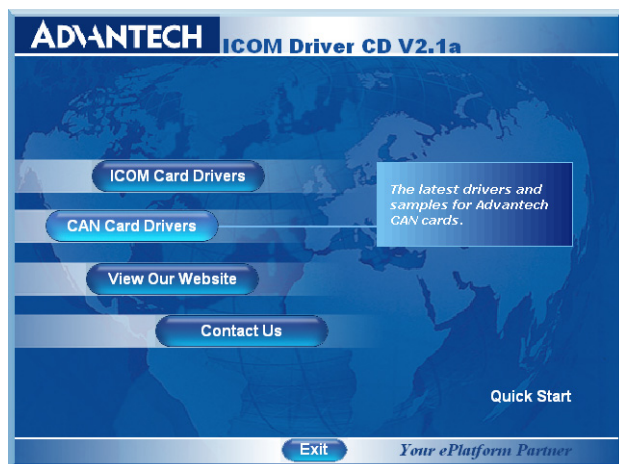 ADVANTECH ICOM Driver CD V2.1a
ICOM Card Drivers
The latest drivers and
samples for Advantech
CAN cards.
CAN Card Drivers
View Our Website
Contact Us
Quick Start
Exit
Your ePlatform Partner